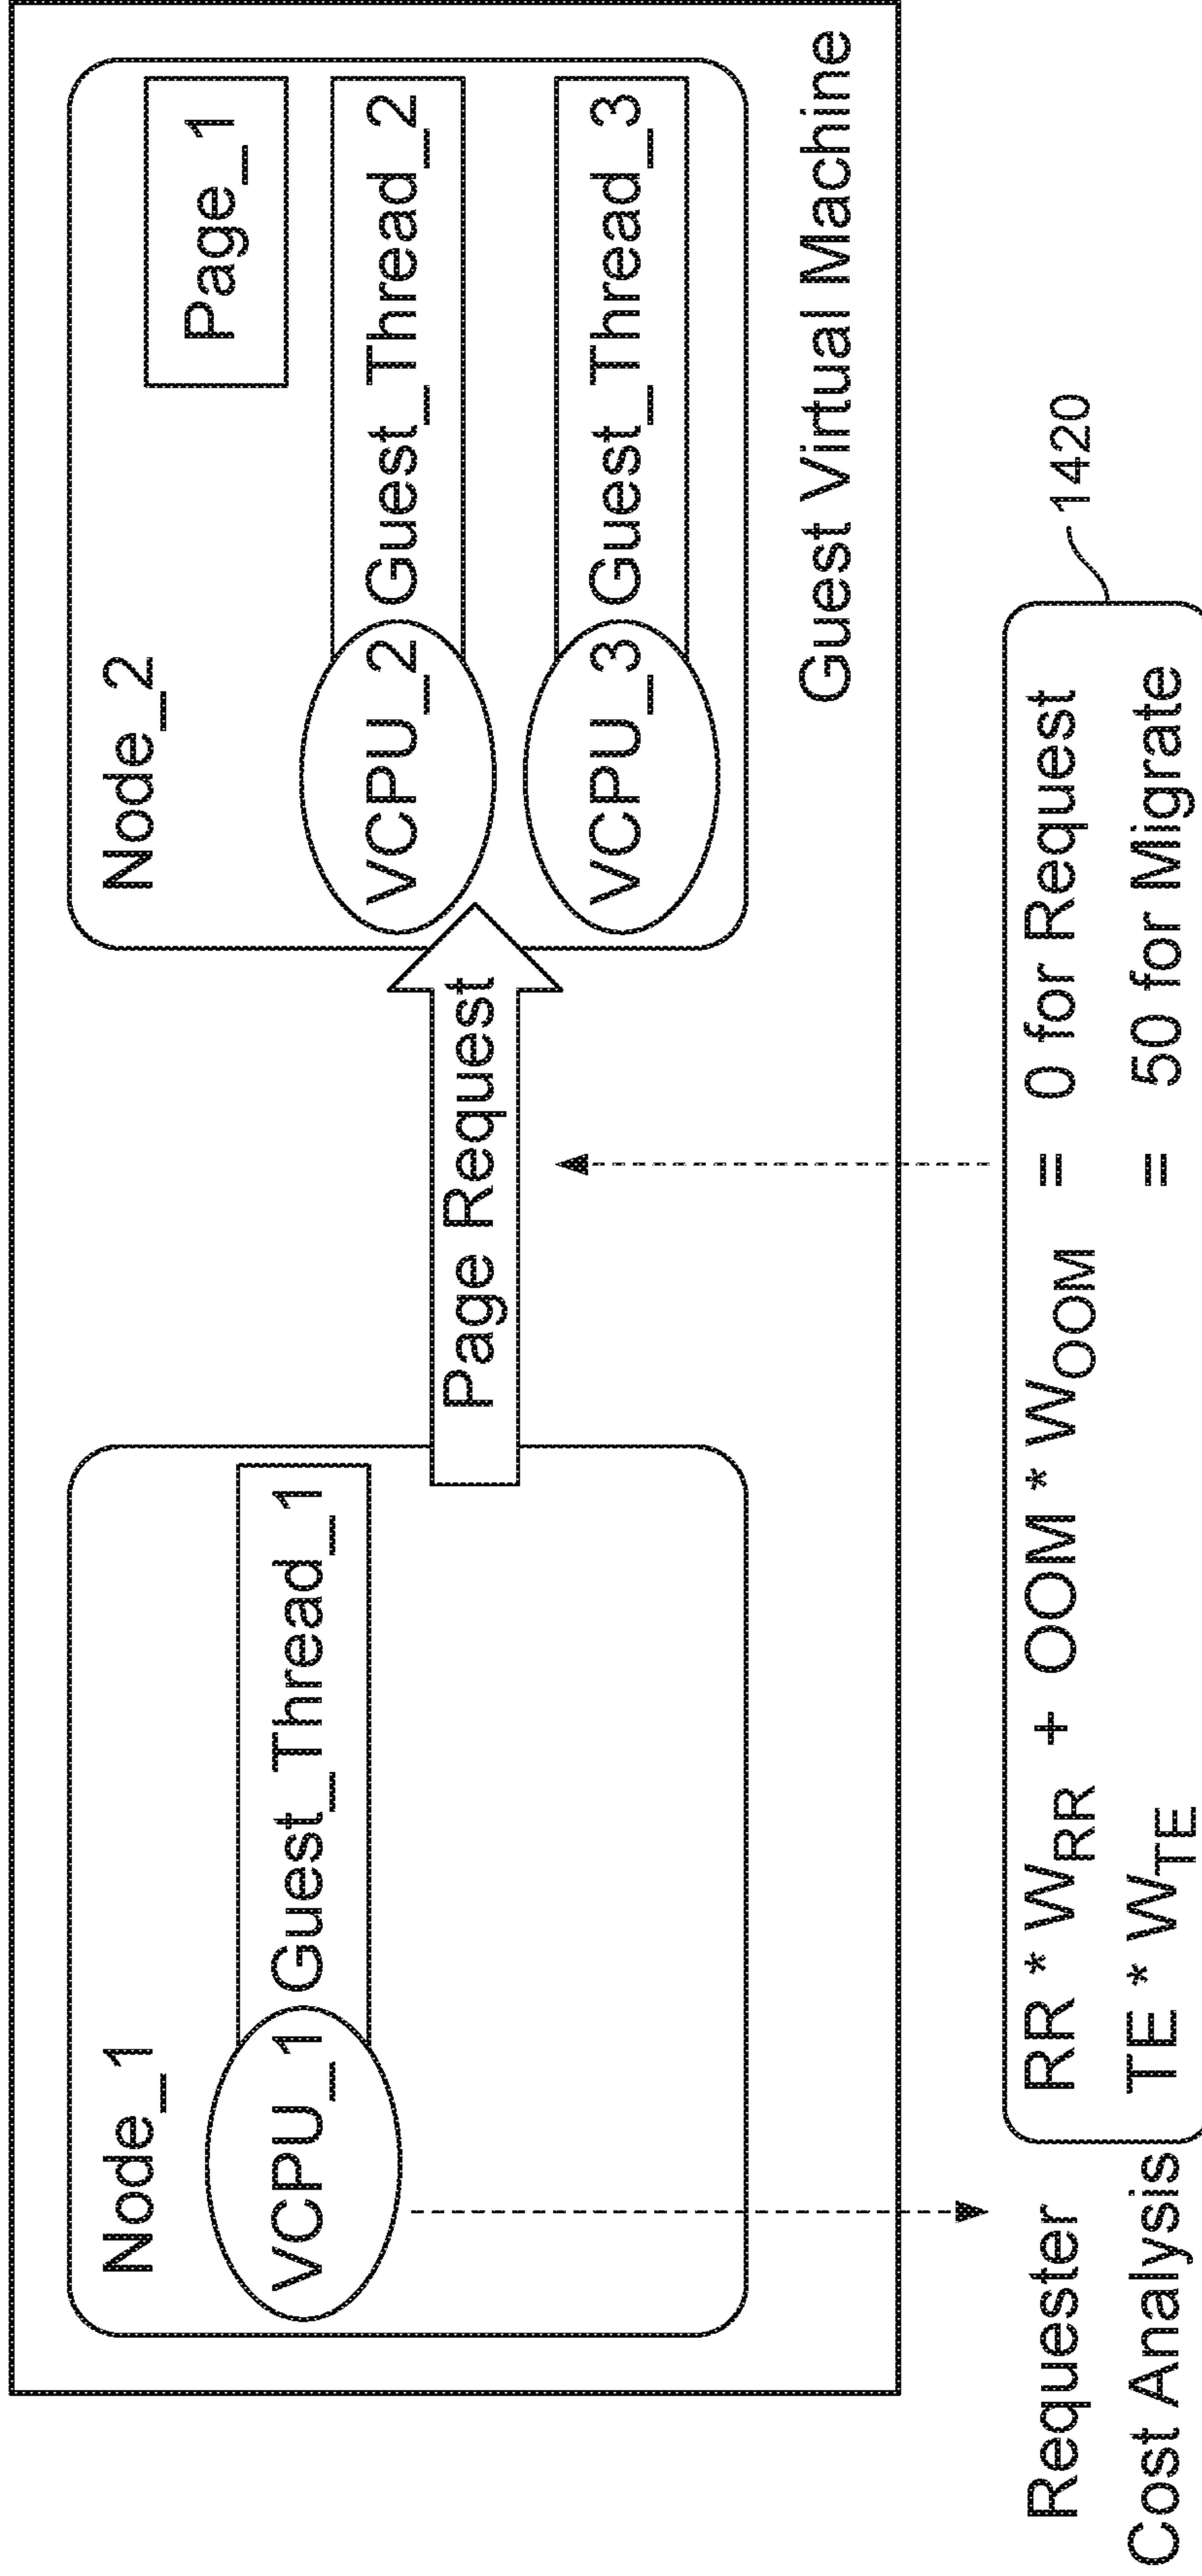 Node_1
VCPU_1 Guest_Thread_1
Page Request
Node_2
Page_1
VCPU_2 Guest_Thread_2
VCPU_3 Guest_Thread_3
Guest Virtual Machine
1420
Requester
Cost Analysis
RR * W_RR + OOM * W_OOM = 0 for Request
TE * W_TE = 50 for Migrate